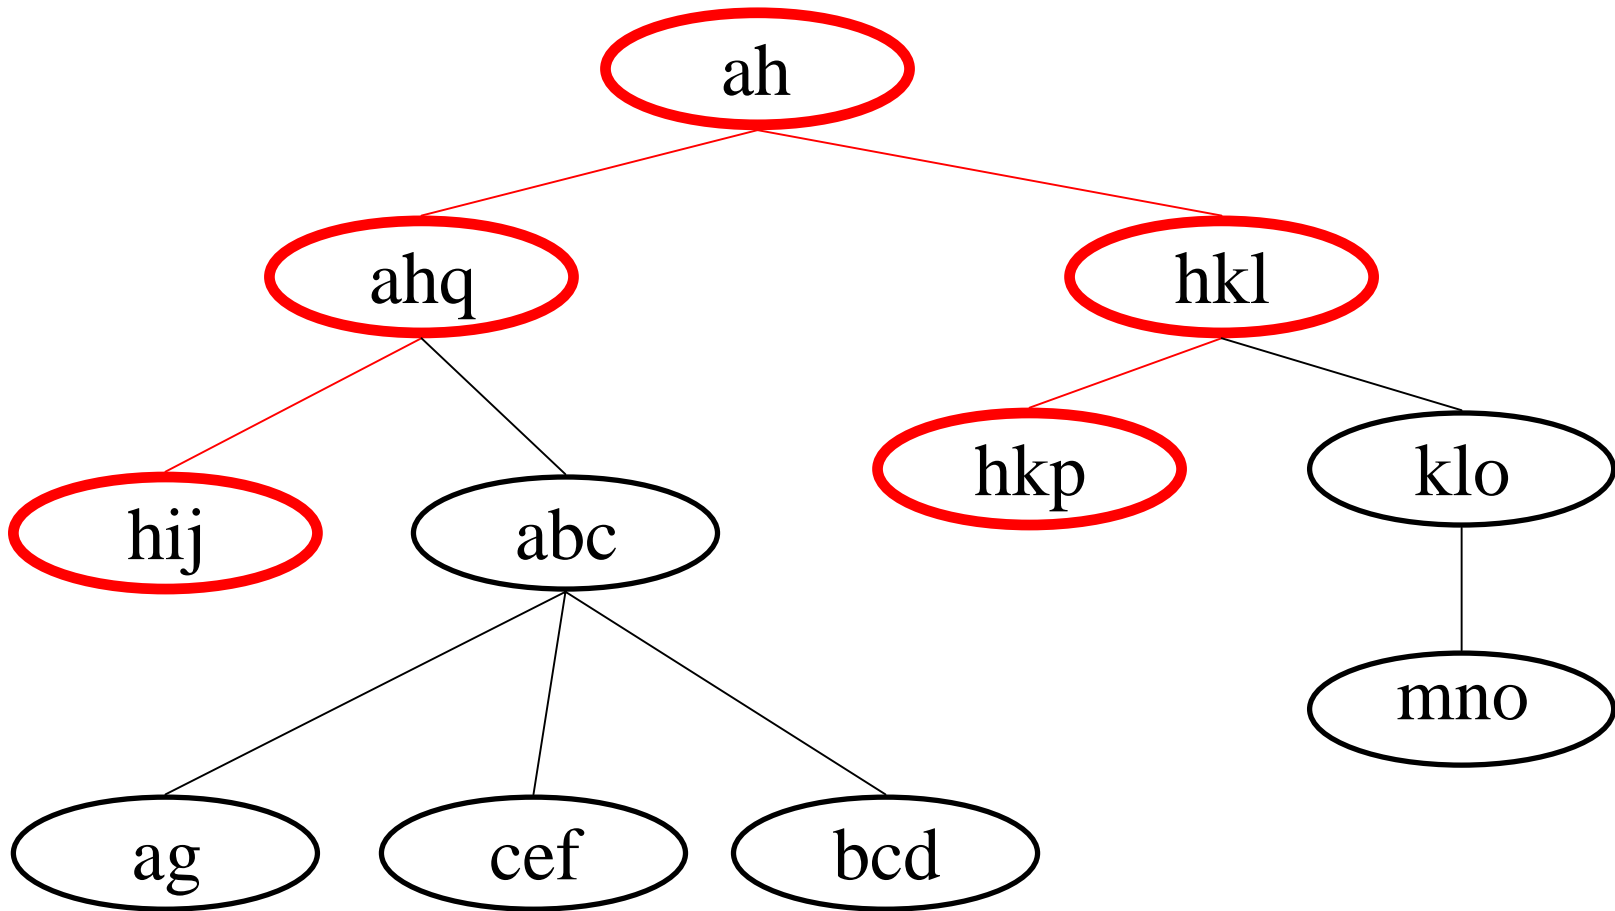 ah
ahq
hkl
hkp
klo
hij
abc
mno
ag
cef
bcd